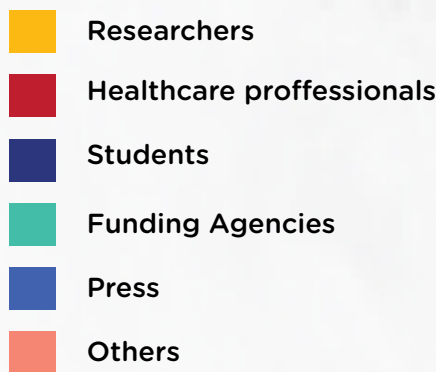 Researchers
Healthcare proffessionals
Students
Funding Agencies
Press
Others